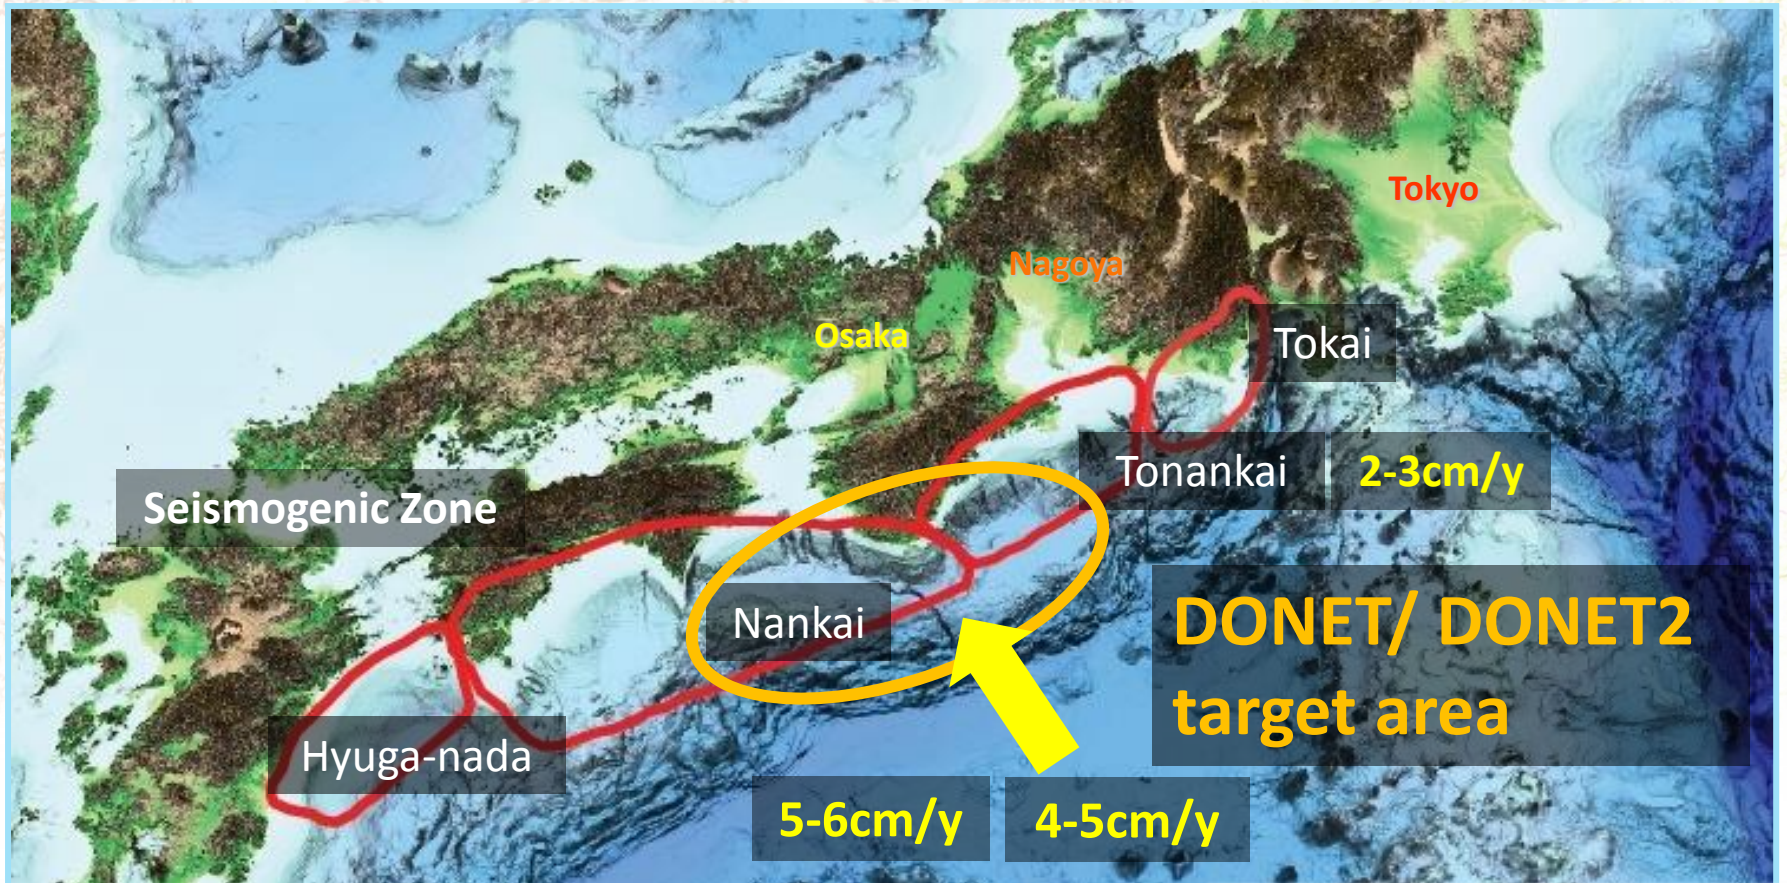 Tokyo
Nagoya
Osaka
Tokai
Tonankai
2-3cm/y
Seismogenic Zone
Nankai
DONET/ DONET2
target area
Hyuga-nada
5-6cm/y
4-5cm/y